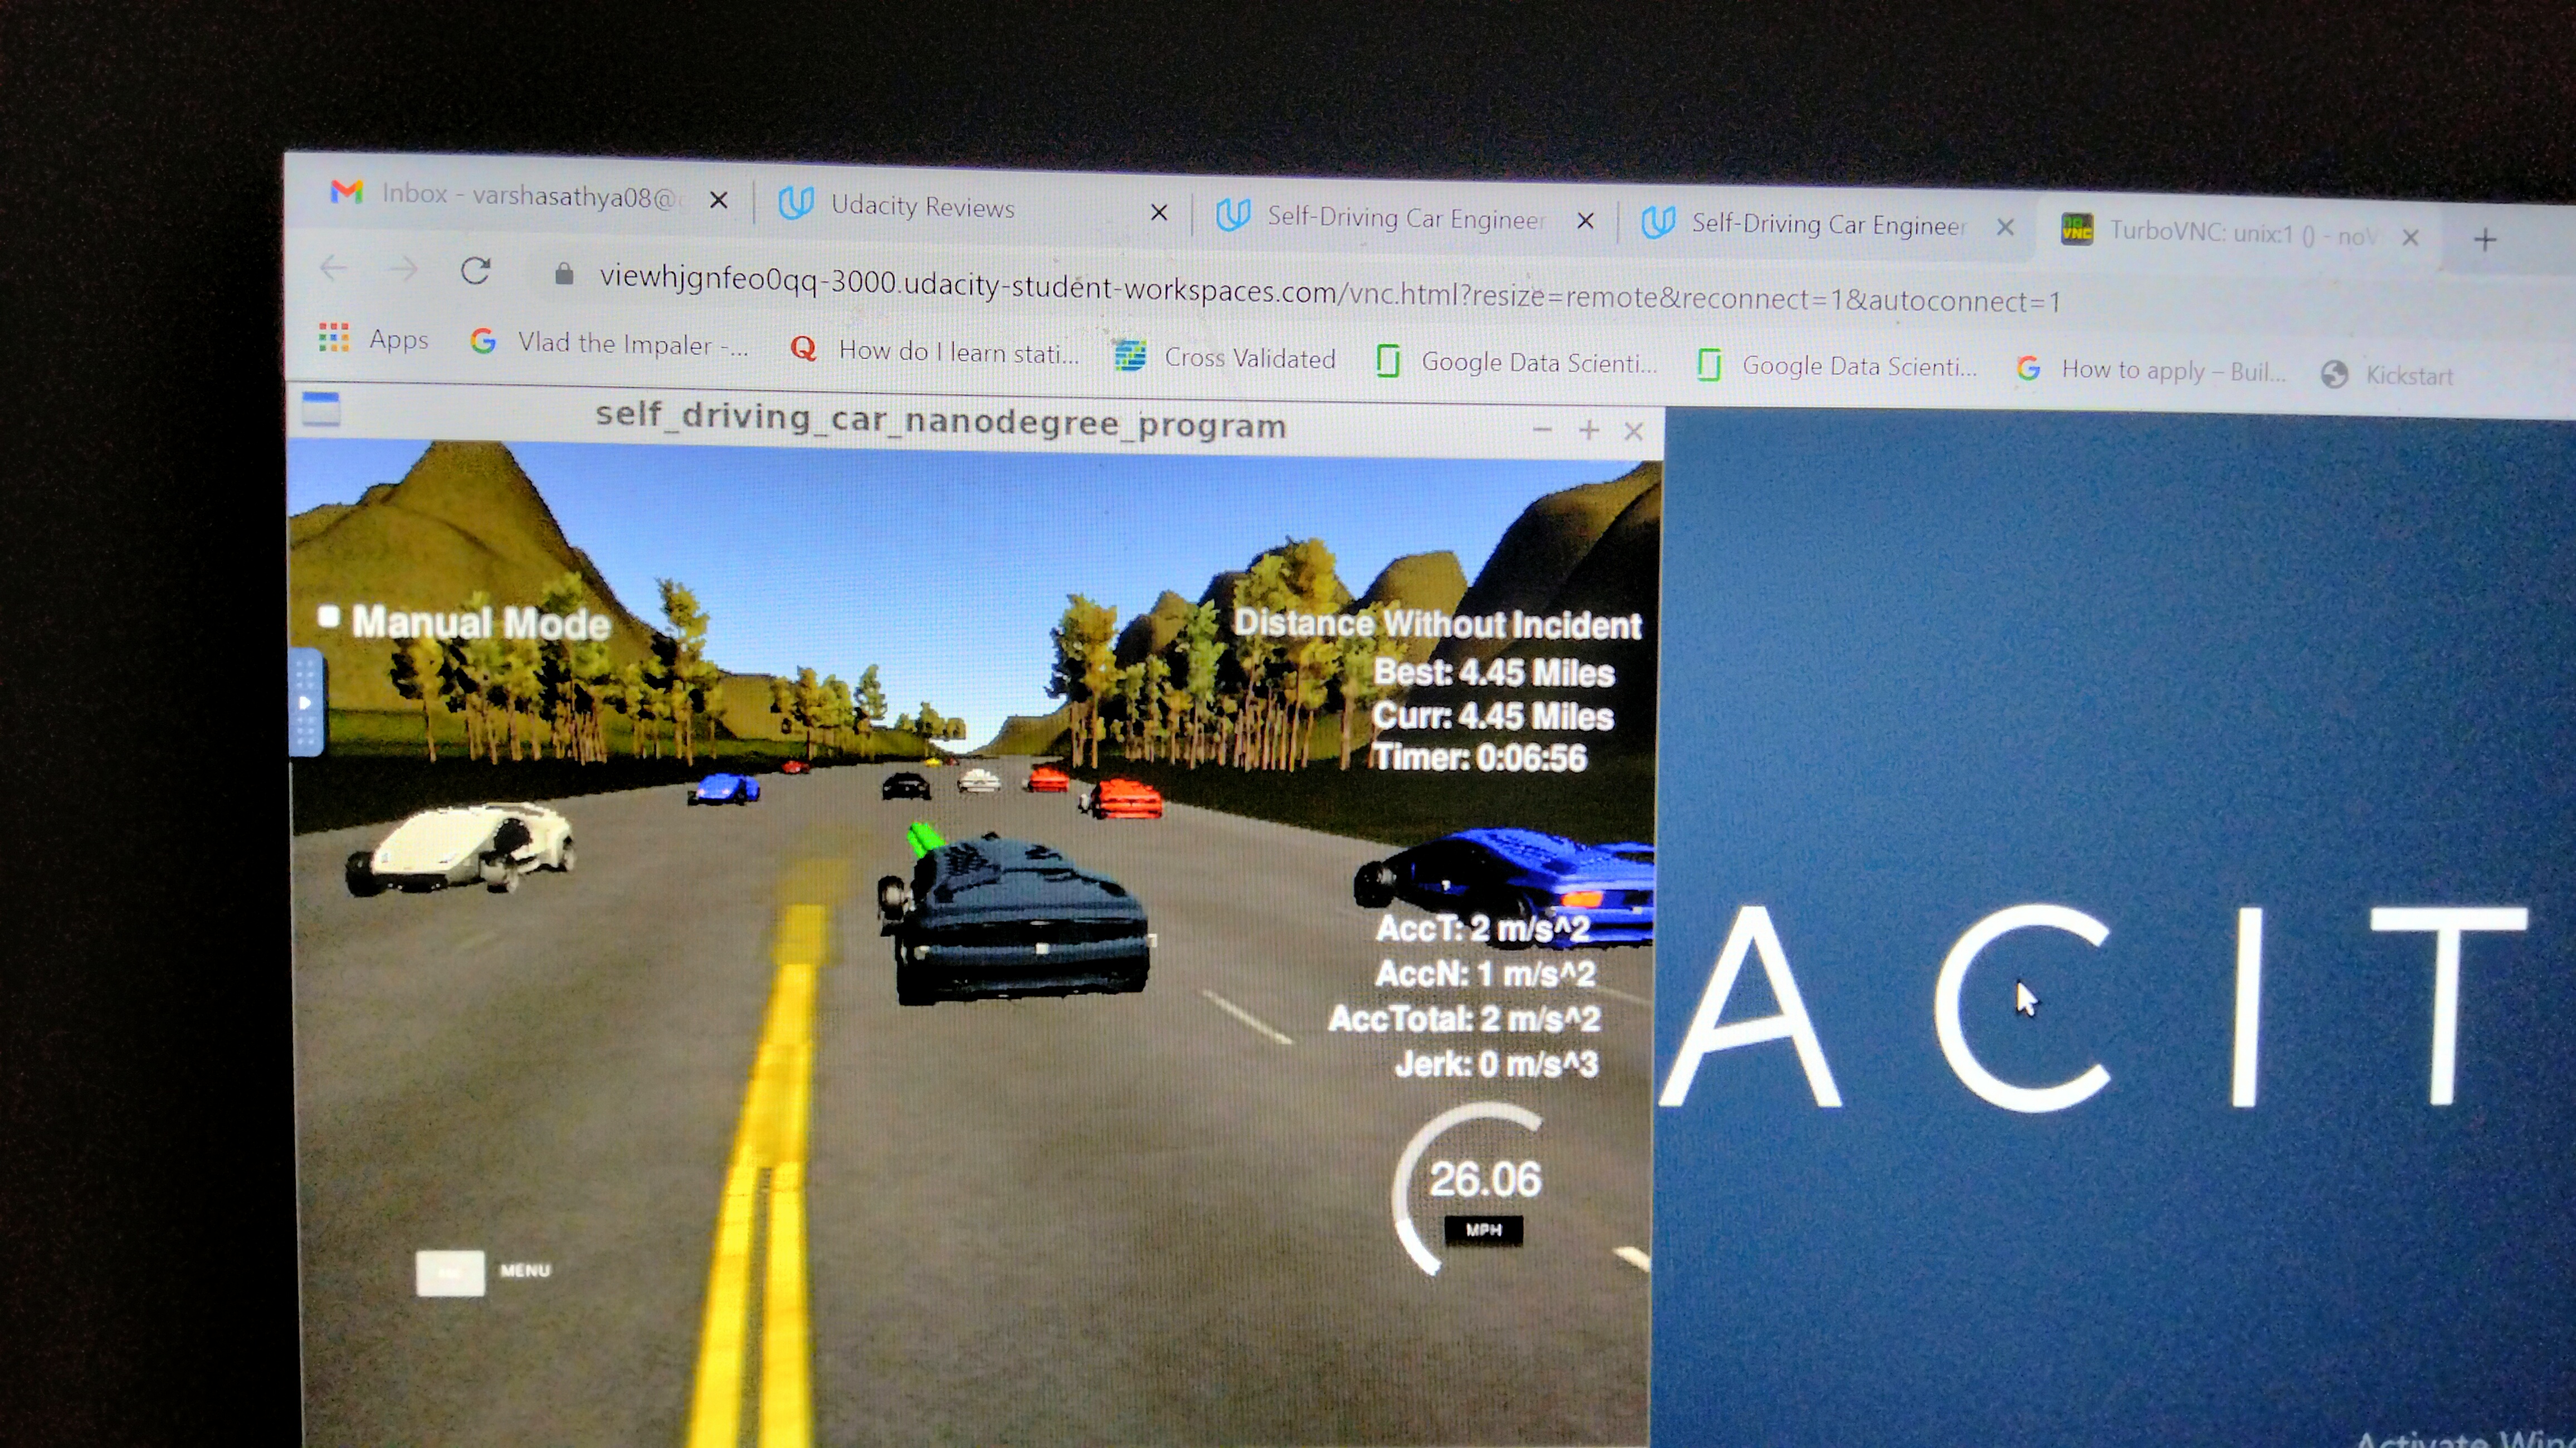 Inbox - varshasathya08@
Udacity Reviews
Self-Driving Car Engineer
Self-Driving Car Engineer
TurboVNC: unix:1 () - noV
viewhjgnfeo0qq-3000.udacity-student-workspaces.com/vnc.html?resize=remote&reconnect=1&autoconnect=1
Apps
Vlad the Impaler -...
How do I learn stati...
Cross Validated
Google Data Scienti...
Google Data Scienti...
How to apply – Buil...
Kickstart
self_driving_car_nanodegree_program
Manual Mode
Distance Without Incident
Best: 4.45 Miles
Curr: 4.45 Miles
Timer: 0:06:56
AccT: 2 m/s^2
AccN: 1 m/s^2
AccTotal: 2 m/s^2
Jerk: 0 m/s^3
26.06
MPH
MENU
ACIT
Activate Win